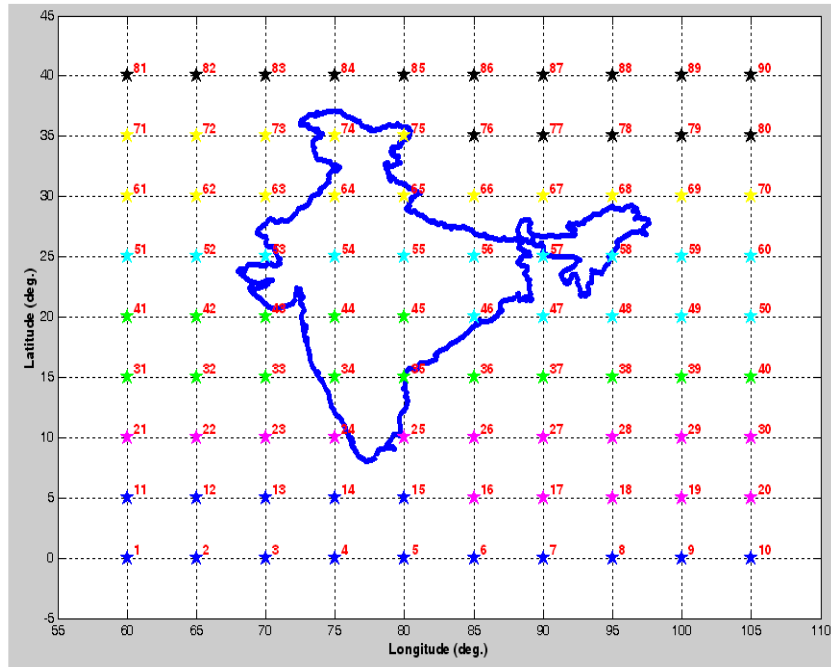 45
81 82 83 84 85 86 87 88 89 90
40
71 72 73 74 75 76 77 78 79 80
35
61 62 63 64 65 66 67 68 69 70
30
51 52 53 54 55 56 57 58 59 60
25
41 42 43 44 45 46 47 48 49 50
20
31 32 33 34 35 36 37 38 39 40
15
21 22 23 24 25 26 27 28 29 30
10
11 12 13 14 15 16 17 18 19 20
5
1 2 3 4 5 6 7 8 9 10
0
-5
55 60 65 70 75 80 85 90 95 100 105 110
Latitude (deg.)
Longitude (deg.)